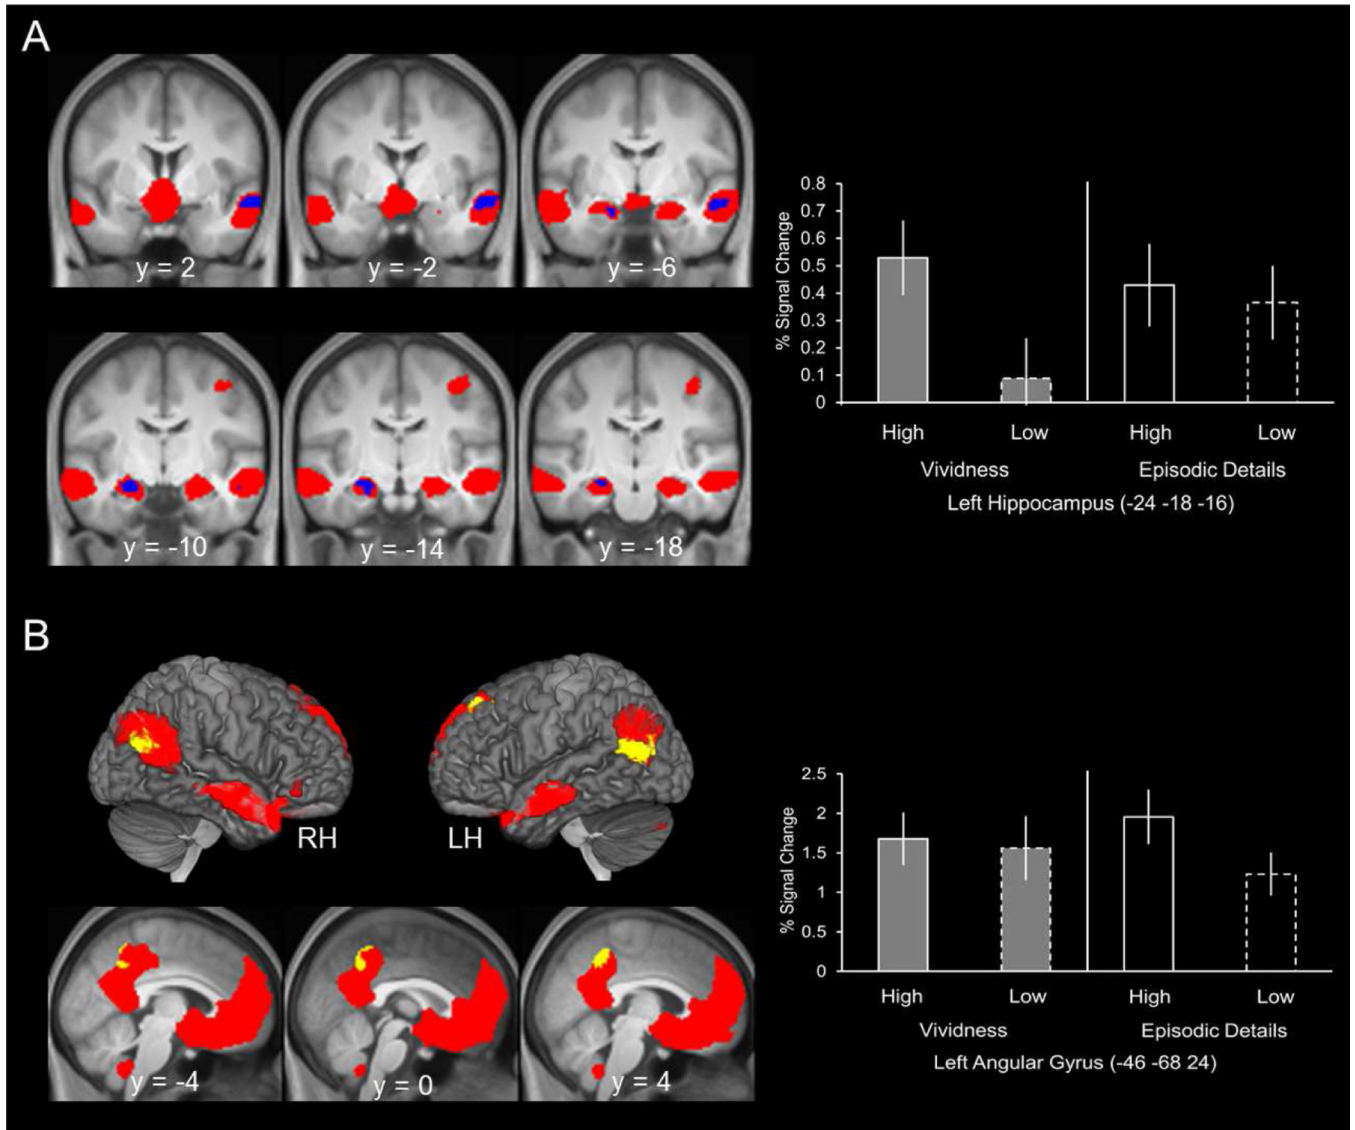 A
y = 2
y = -2
y = -6
y = -10
y = -14
y = -18
% Signal Change
0.8
0.7
0.6
0.5
0.4
0.3
0.2
0.1
0
High
Low
High
Low
Vividness
Episodic Details
Left Hippocampus (-24 -18 -16)
B
RH
LH
y = -4
y = 0
y = 4
% Signal Change
2.5
2
1.5
1
0.5
0
High
Low
High
Low
Vividness
Episodic Details
Left Angular Gyrus (-46 -68 24)